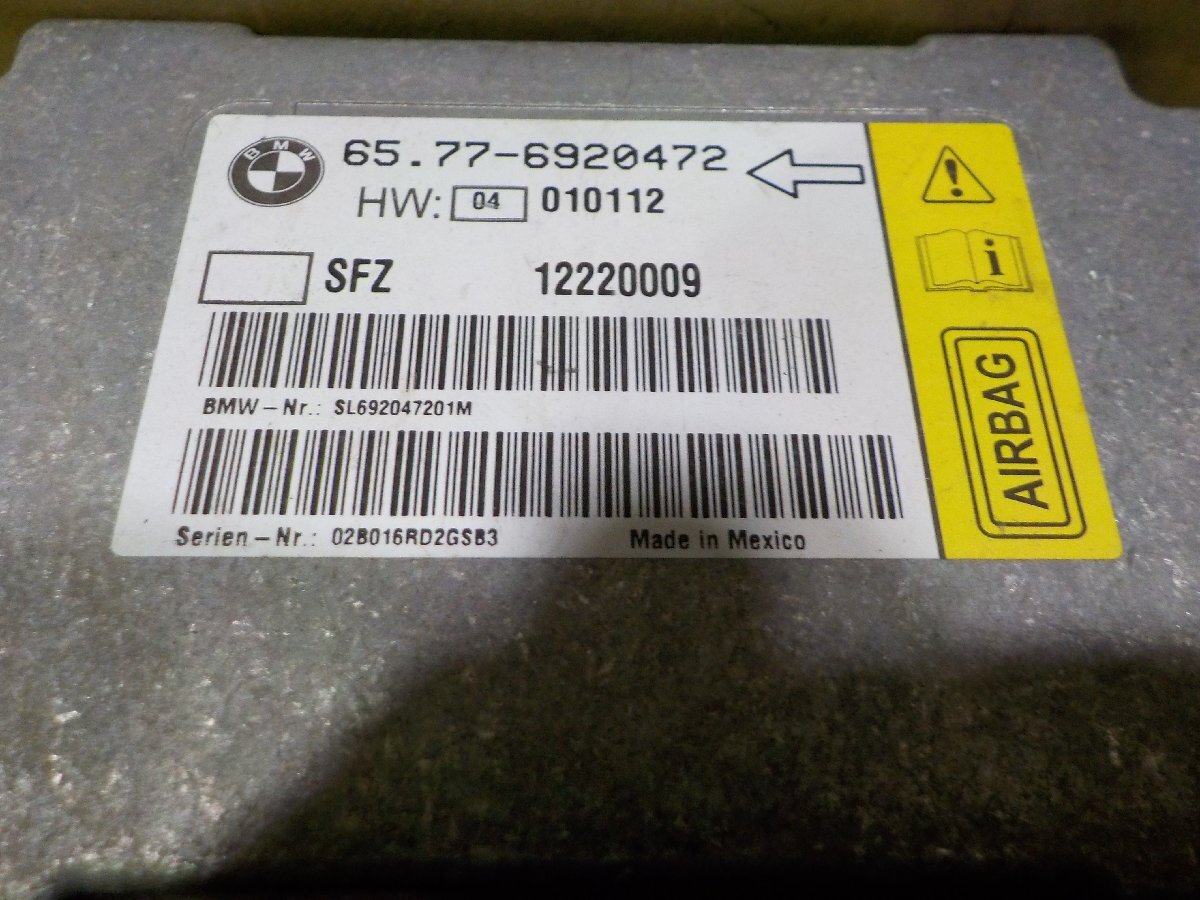 BMW
65.77-6920472
HW: 04 010112
SFZ 12220009
BMW-Nr.: SL692047201M
Serien-Nr.: 02B016RD2GSB3
Made in Mexico
!
i
AIRBAG